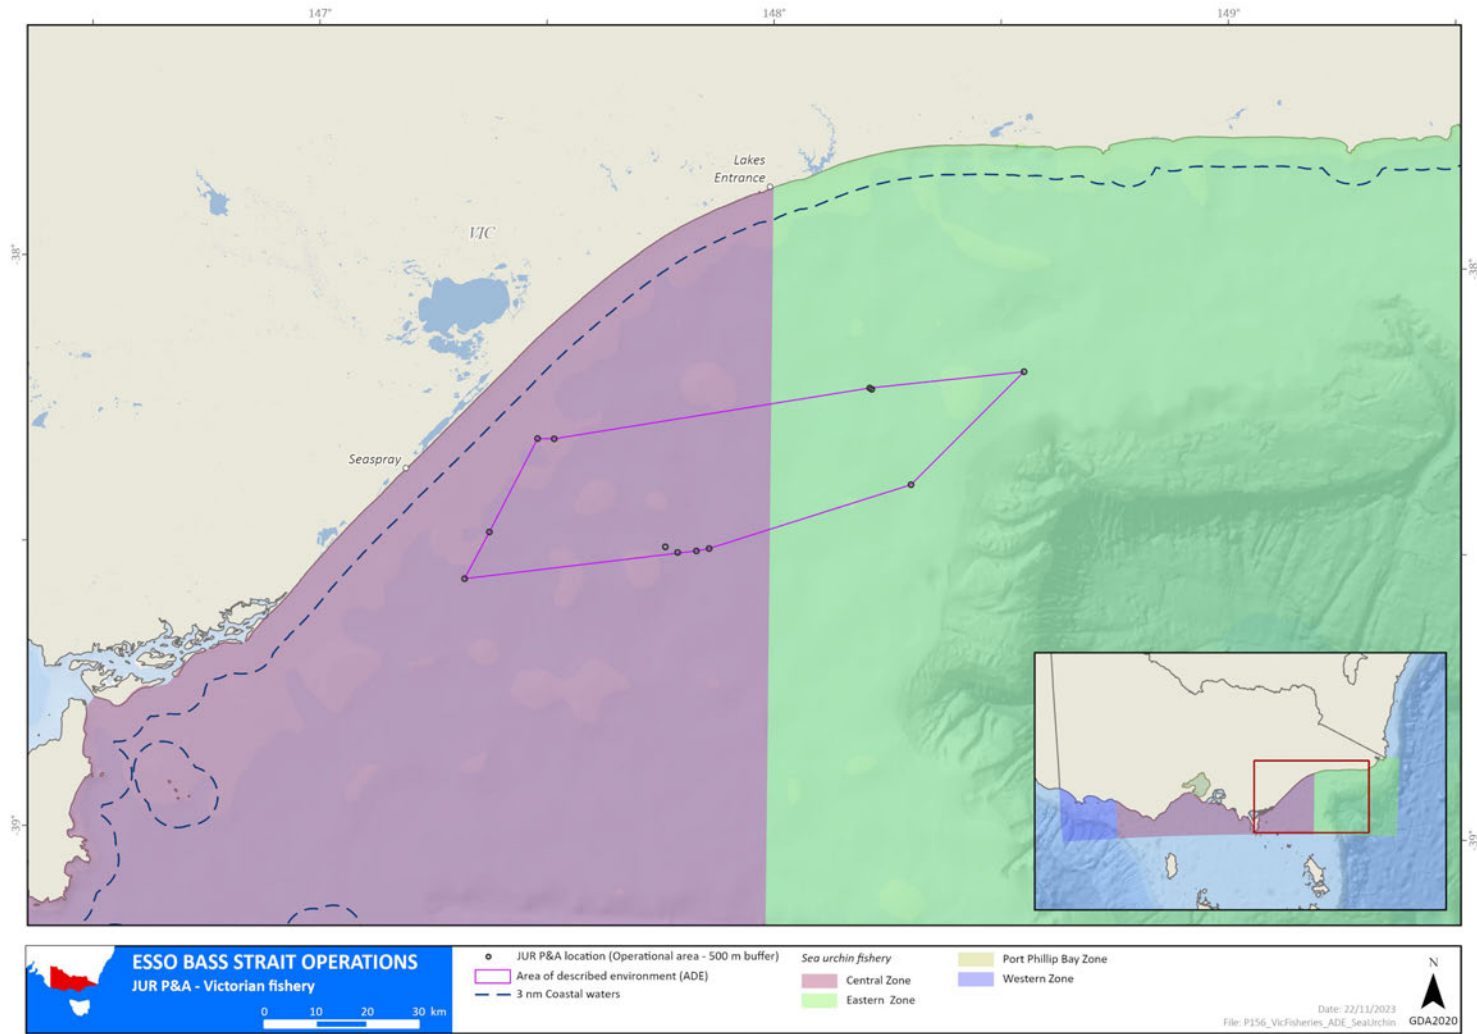 147°
148°
149°
Lakes
Entrance
VIC
-38°
-38°
Seaspray
-39°
-39°
ESSO BASS STRAIT OPERATIONS
JUR P&A - Victorian fishery
0 10 20 30 km
JUR P&A location (Operational area - 500 m buffer)
Area of described environment (ADE)
3 nm Coastal waters
Sea urchin fishery
Central Zone
Eastern Zone
Port Phillip Bay Zone
Western Zone
N
GDA2020
Date: 22/11/2023
File: P156_VicFisheries_ADE_SeaUrchin